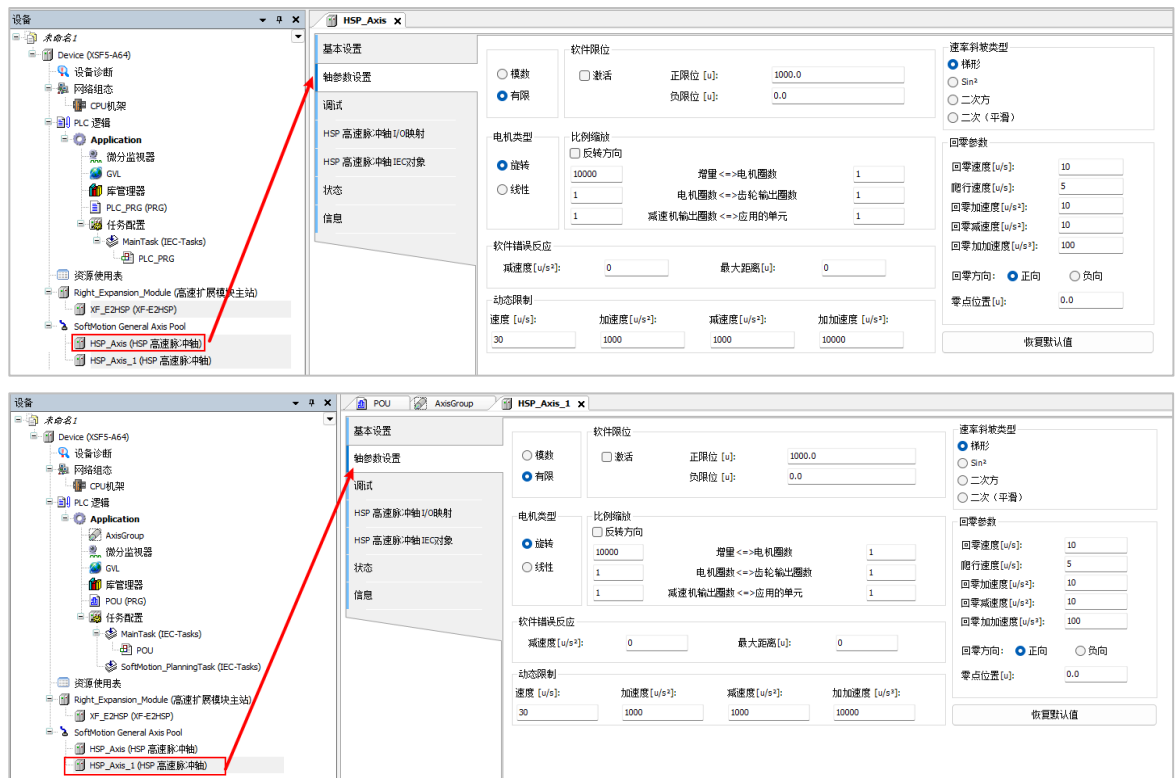 设备
未命名1
Device (XSF5-A64)
设备诊断
网络组态
CPU机架
PLC 逻辑
Application
微分监视器
GVL
库管理器
PLC_PRG (PRG)
任务配置
MainTask (IEC-Tasks)
PLC_PRG
资源使用表
Right_Expansion_Module (高速扩展模块主站)
XF_E2HSP (XF-E2HSP)
SoftMotion General Axis Pool
HSP_Axis (HSP 高速脉冲轴)
HSP_Axis_1 (HSP 高速脉冲轴)
HSP_Axis
基本设置
轴参数设置
调试
HSP 高速脉冲轴 I/O映射
HSP 高速脉冲轴 IEC对象
状态
信息
模数
有限
软件限位
激活
正限位 [u]: 1000.0
负限位 [u]: 0.0
电机类型
旋转
线性
比例缩放
反转方向
10000 增量 <=>电机圈数 1
1 电机圈数 <=>齿轮输出圈数 1
1 减速机输出圈数 <=>应用的单元 1
软件错误反应
减速度[u/s²]: 0 最大距离[u]: 0
动态限制
速度 [u/s]: 加速度[u/s²]: 减速度[u/s²]: 加加速度[u/s³]:
30 1000 1000 10000
速率斜坡类型
梯形
Sin²
二次方
二次（平滑）
回零参数
回零速度[u/s]: 10
爬行速度[u/s]: 5
回零加速度[u/s²]: 10
回零减速度[u/s²]: 10
回零加加速度[u/s³]: 100
回零方向: 正向 负向
零点位置[u]: 0.0
恢复默认值
设备
未命名1
Device (XSF5-A64)
设备诊断
网络组态
CPU机架
PLC 逻辑
Application
AxisGroup
微分监视器
GVL
库管理器
POU (PRG)
任务配置
MainTask (IEC-Tasks)
POU
SoftMotion_PlanningTask (IEC-Tasks)
资源使用表
Right_Expansion_Module (高速扩展模块主站)
XF_E2HSP (XF-E2HSP)
SoftMotion General Axis Pool
HSP_Axis (HSP 高速脉冲轴)
HSP_Axis_1 (HSP 高速脉冲轴)
POU AxisGroup HSP_Axis_1
基本设置
轴参数设置
调试
HSP 高速脉冲轴 I/O映射
HSP 高速脉冲轴 IEC对象
状态
信息
模数
有限
软件限位
激活
正限位 [u]: 1000.0
负限位 [u]: 0.0
电机类型
旋转
线性
比例缩放
反转方向
10000 增量 <=>电机圈数 1
1 电机圈数 <=>齿轮输出圈数 1
1 减速机输出圈数 <=>应用的单元 1
软件错误反应
减速度[u/s²]: 0 最大距离[u]: 0
动态限制
速度 [u/s]: 加速度[u/s²]: 减速度[u/s²]: 加加速度 [u/s³]:
30 1000 1000 10000
速率斜坡类型
梯形
Sin²
二次方
二次（平滑）
回零参数
回零速度[u/s]: 10
爬行速度[u/s]: 5
回零加速度[u/s²]: 10
回零减速度[u/s²]: 10
回零加加速度[u/s³]: 100
回零方向: 正向 负向
零点位置[u]: 0.0
恢复默认值